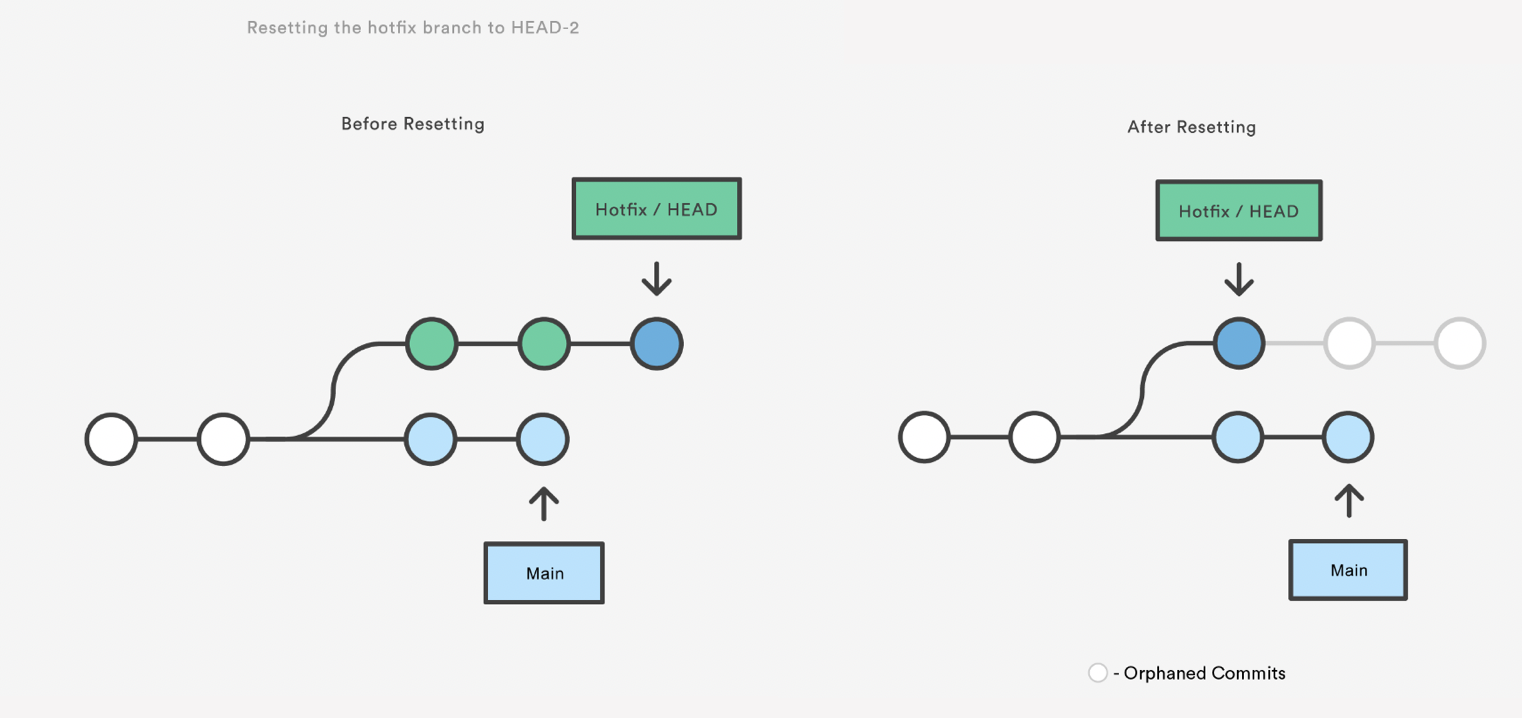 Resetting the hotfix branch to HEAD-2
Before Resetting
After Resetting
Hotfix / HEAD
Hotfix / HEAD
Main
Main
- Orphaned Commits